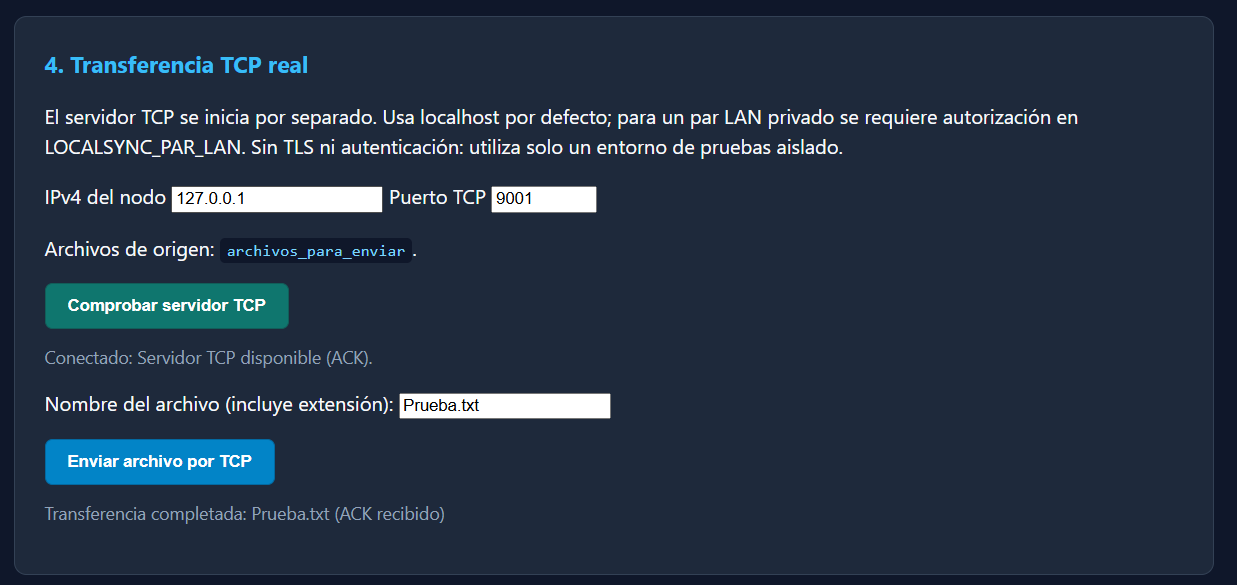 4. Transferencia TCP real
El servidor TCP se inicia por separado. Usa localhost por defecto; para un par LAN privado se requiere autorización en
LOCALSYNC_PAR_LAN. Sin TLS ni autenticación: utiliza solo un entorno de pruebas aislado.
IPv4 del nodo 127.0.0.1 Puerto TCP 9001
Archivos de origen: archivos_para_enviar.
Comprobar servidor TCP
Conectado: Servidor TCP disponible (ACK).
Nombre del archivo (incluye extensión): Prueba.txt
Enviar archivo por TCP
Transferencia completada: Prueba.txt (ACK recibido)